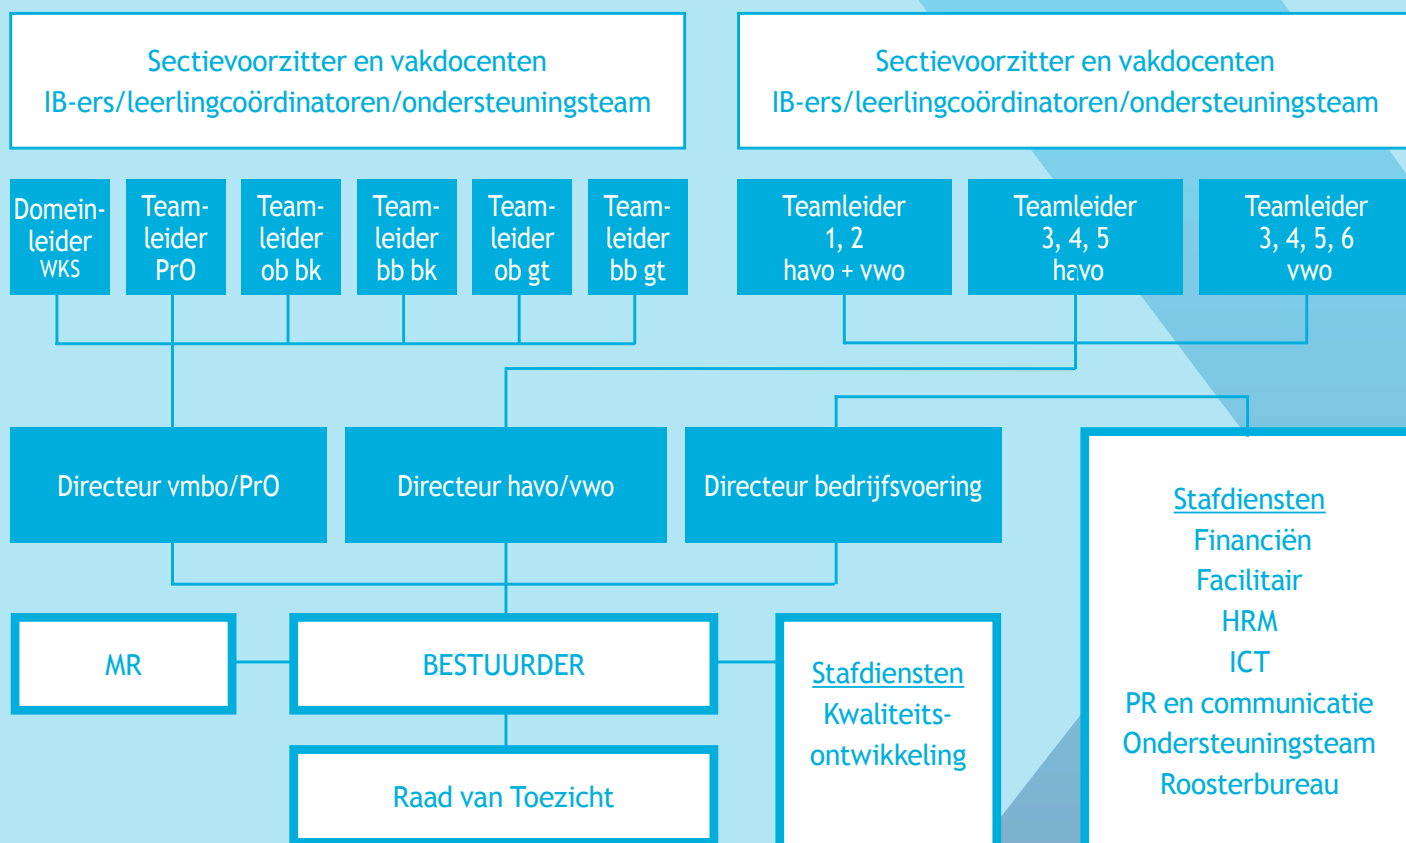 Sectievoorzitter en vakdocenten
IB-ers/leerlingcoördinatoren/ondersteuningsteam
Sectievoorzitter en vakdocenten
IB-ers/leerlingcoördinatoren/ondersteuningsteam
Domein-
leider
WKS
Team-
leider
PrO
Team-
leider
ob bk
Team-
leider
bb bk
Team-
leider
ob gt
Team-
leider
bb gt
Teamleider
1, 2
havo + vwo
Teamleider
3, 4, 5
havo
Teamleider
3, 4, 5, 6
vwo
Directeur vmbo/PrO
Directeur havo/vwo
Directeur bedrijfsvoering
Stafdiensten
Financiën
Facilitair
HRM
ICT
PR en communicatie
Ondersteuningsteam
Roosterbureau
MR
BESTUURDER
Stafdiensten
Kwaliteits-
ontwikkeling
Raad van Toezicht